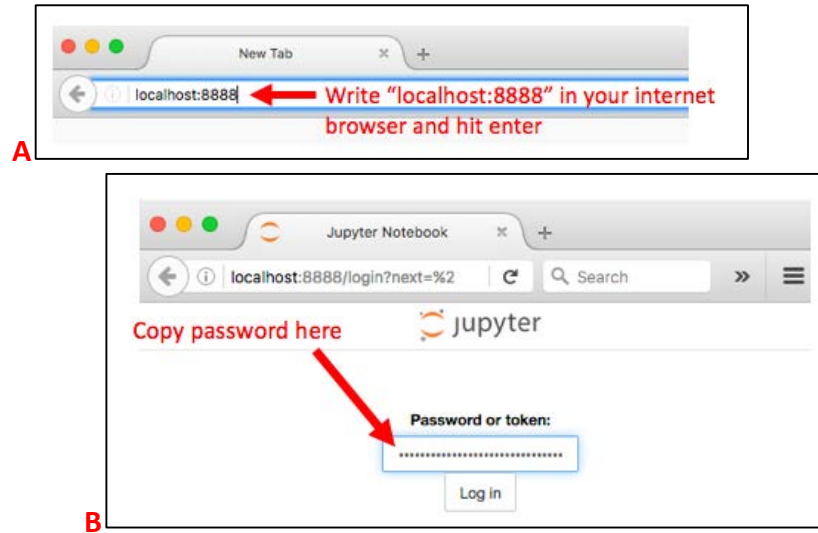 New Tab
localhost:8888
Write “localhost:8888” in your internet
browser and hit enter
A
Jupyter Notebook
localhost:8888/login?next=%2
Search
Copy password here
jupyter
Password or token:
Log in
B